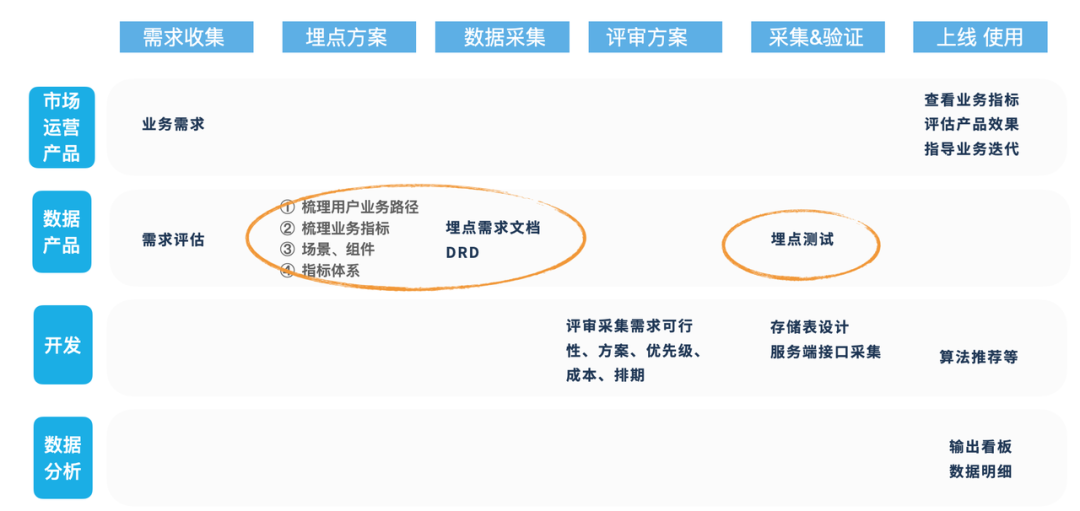 需求收集
埋点方案
数据采集
评审方案
采集&验证
上线 使用
市场
运营
产品
业务需求
查看业务指标
评估产品效果
指导业务迭代
数据
产品
需求评估
① 梳理用户业务路径
② 梳理业务指标
③ 场景、组件
④ 指标体系
埋点需求文档
DRD
埋点测试
开发
评审采集需求可行
性、方案、优先级、
成本、排期
存储表设计
服务端接口采集
算法推荐等
数据
分析
输出看板
数据明细